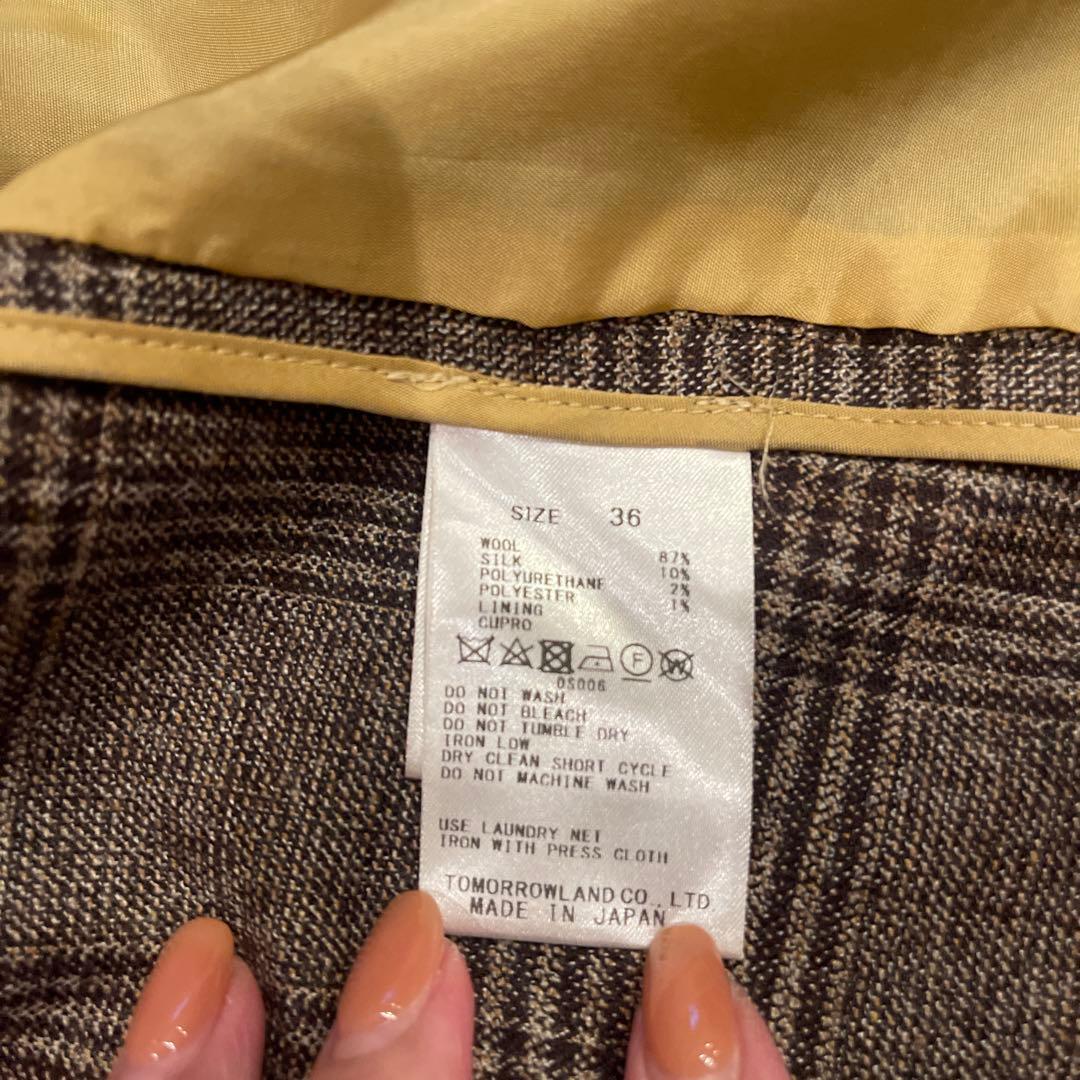 SIZE 36
WOOL 87%
SILK 10%
POLYURETHANE 2%
POLYESTER 1%
LINING
CUPRO
F W
0S006
DO NOT WASH
DO NOT BLEACH
DO NOT TUMBLE DRY
IRON LOW
DRY CLEAN SHORT CYCLE
DO NOT MACHINE WASH
USE LAUNDRY NET
IRON WITH PRESS CLOTH
TOMORROWLAND CO., LTD
MADE IN JAPAN